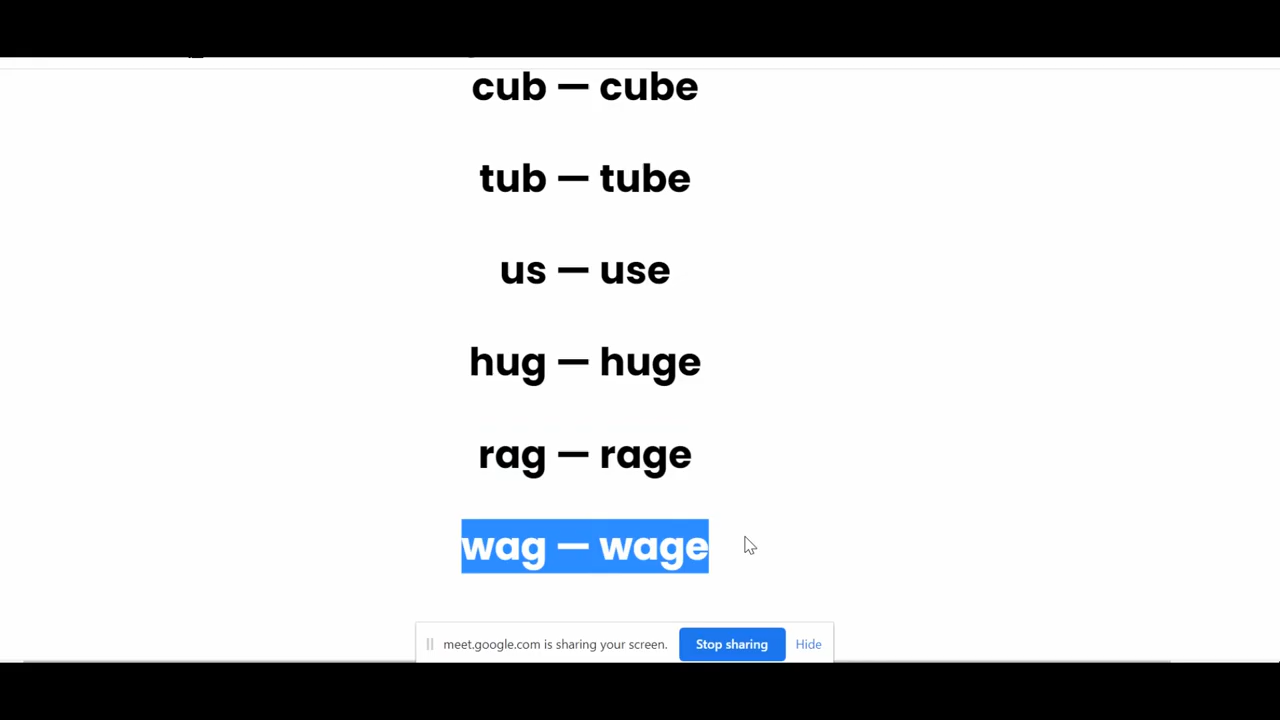 cub — cube
tub — tube
us — use
hug — huge
rag — rage
wag — wage
meet.google.com is sharing your screen. Stop sharing Hide